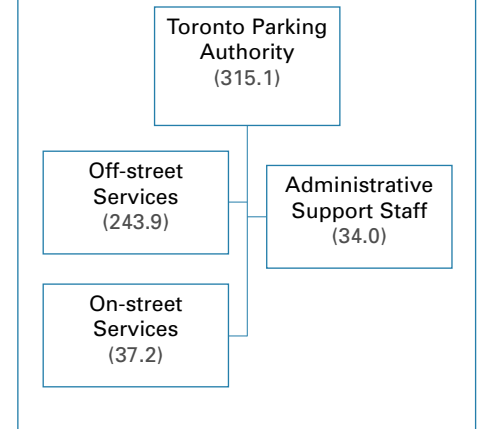 Toronto Parking
Authority
(315.1)
Off-street
Services
(243.9)
Administrative
Support Staff
(34.0)
On-street
Services
(37.2)